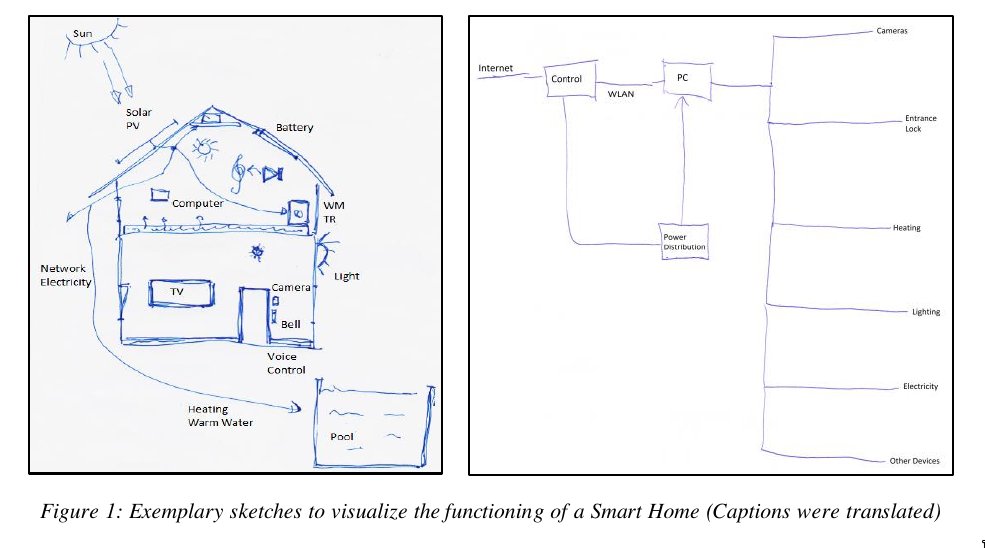 Sun
Solar
PV
Battery
Computer
WM
TR
Network
Electricity
Light
TV
Camera
Bell
Voice
Control
Heating
Warm Water
Pool
Internet
Control
WLAN
PC
Power
Distribution
Cameras
Entrance
Lock
Heating
Lighting
Electricity
Other Devices
Figure 1: Exemplary sketches to visualize the functioning of a Smart Home (Captions were translated)